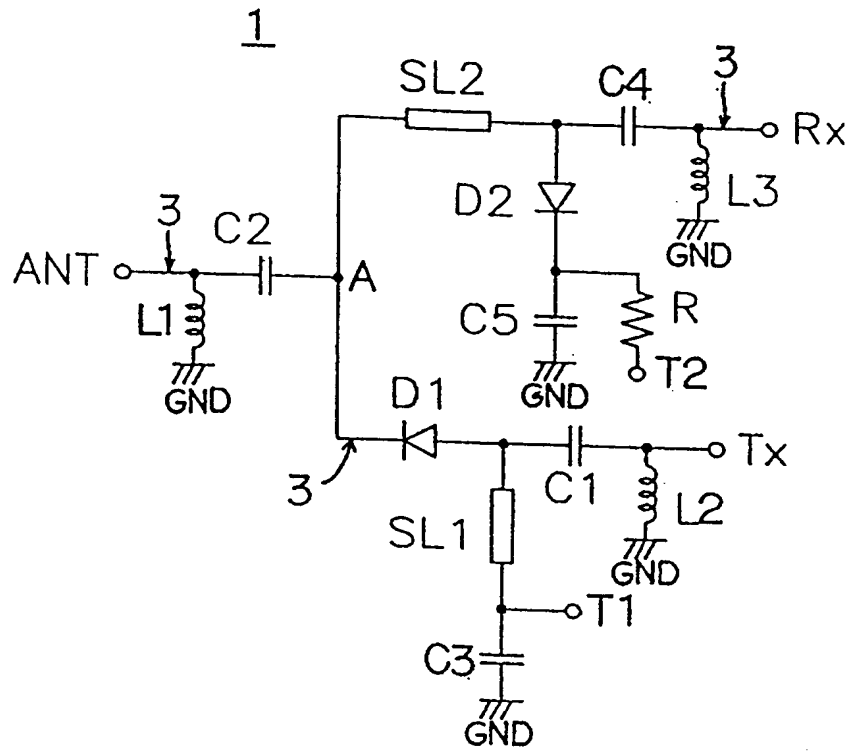 1
SL2
C4
3
Rx
D2
L3
GND
3
C2
ANT
A
L1
GND
C5
R
GND
T2
D1
3
C1
Tx
L2
GND
SL1
T1
C3
GND